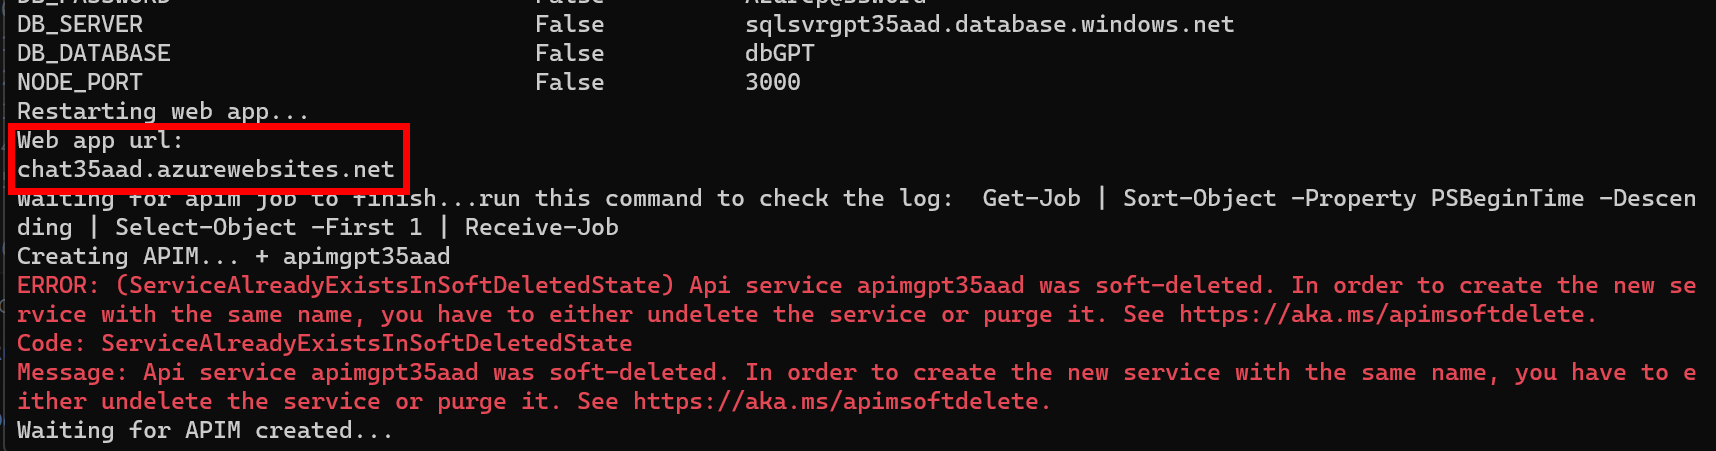 DB_SERVER False sqlsvrgpt35aad.database.windows.net
DB_DATABASE False dbGPT
NODE_PORT False 3000
Restarting web app...
Web app url:
chat35aad.azurewebsites.net
Waiting for apim job to finish...run this command to check the log:  Get-Job | Sort-Object -Property PSBeginTime -Descen
ding | Select-Object -First 1 | Receive-Job
Creating APIM... + apimgpt35aad
ERROR: (ServiceAlreadyExistsInSoftDeletedState) Api service apimgpt35aad was soft-deleted. In order to create the new se
rvice with the same name, you have to either undelete the service or purge it. See https://aka.ms/apimsoftdelete.
Code: ServiceAlreadyExistsInSoftDeletedState
Message: Api service apimgpt35aad was soft-deleted. In order to create the new service with the same name, you have to e
ither undelete the service or purge it. See https://aka.ms/apimsoftdelete.
Waiting for APIM created...